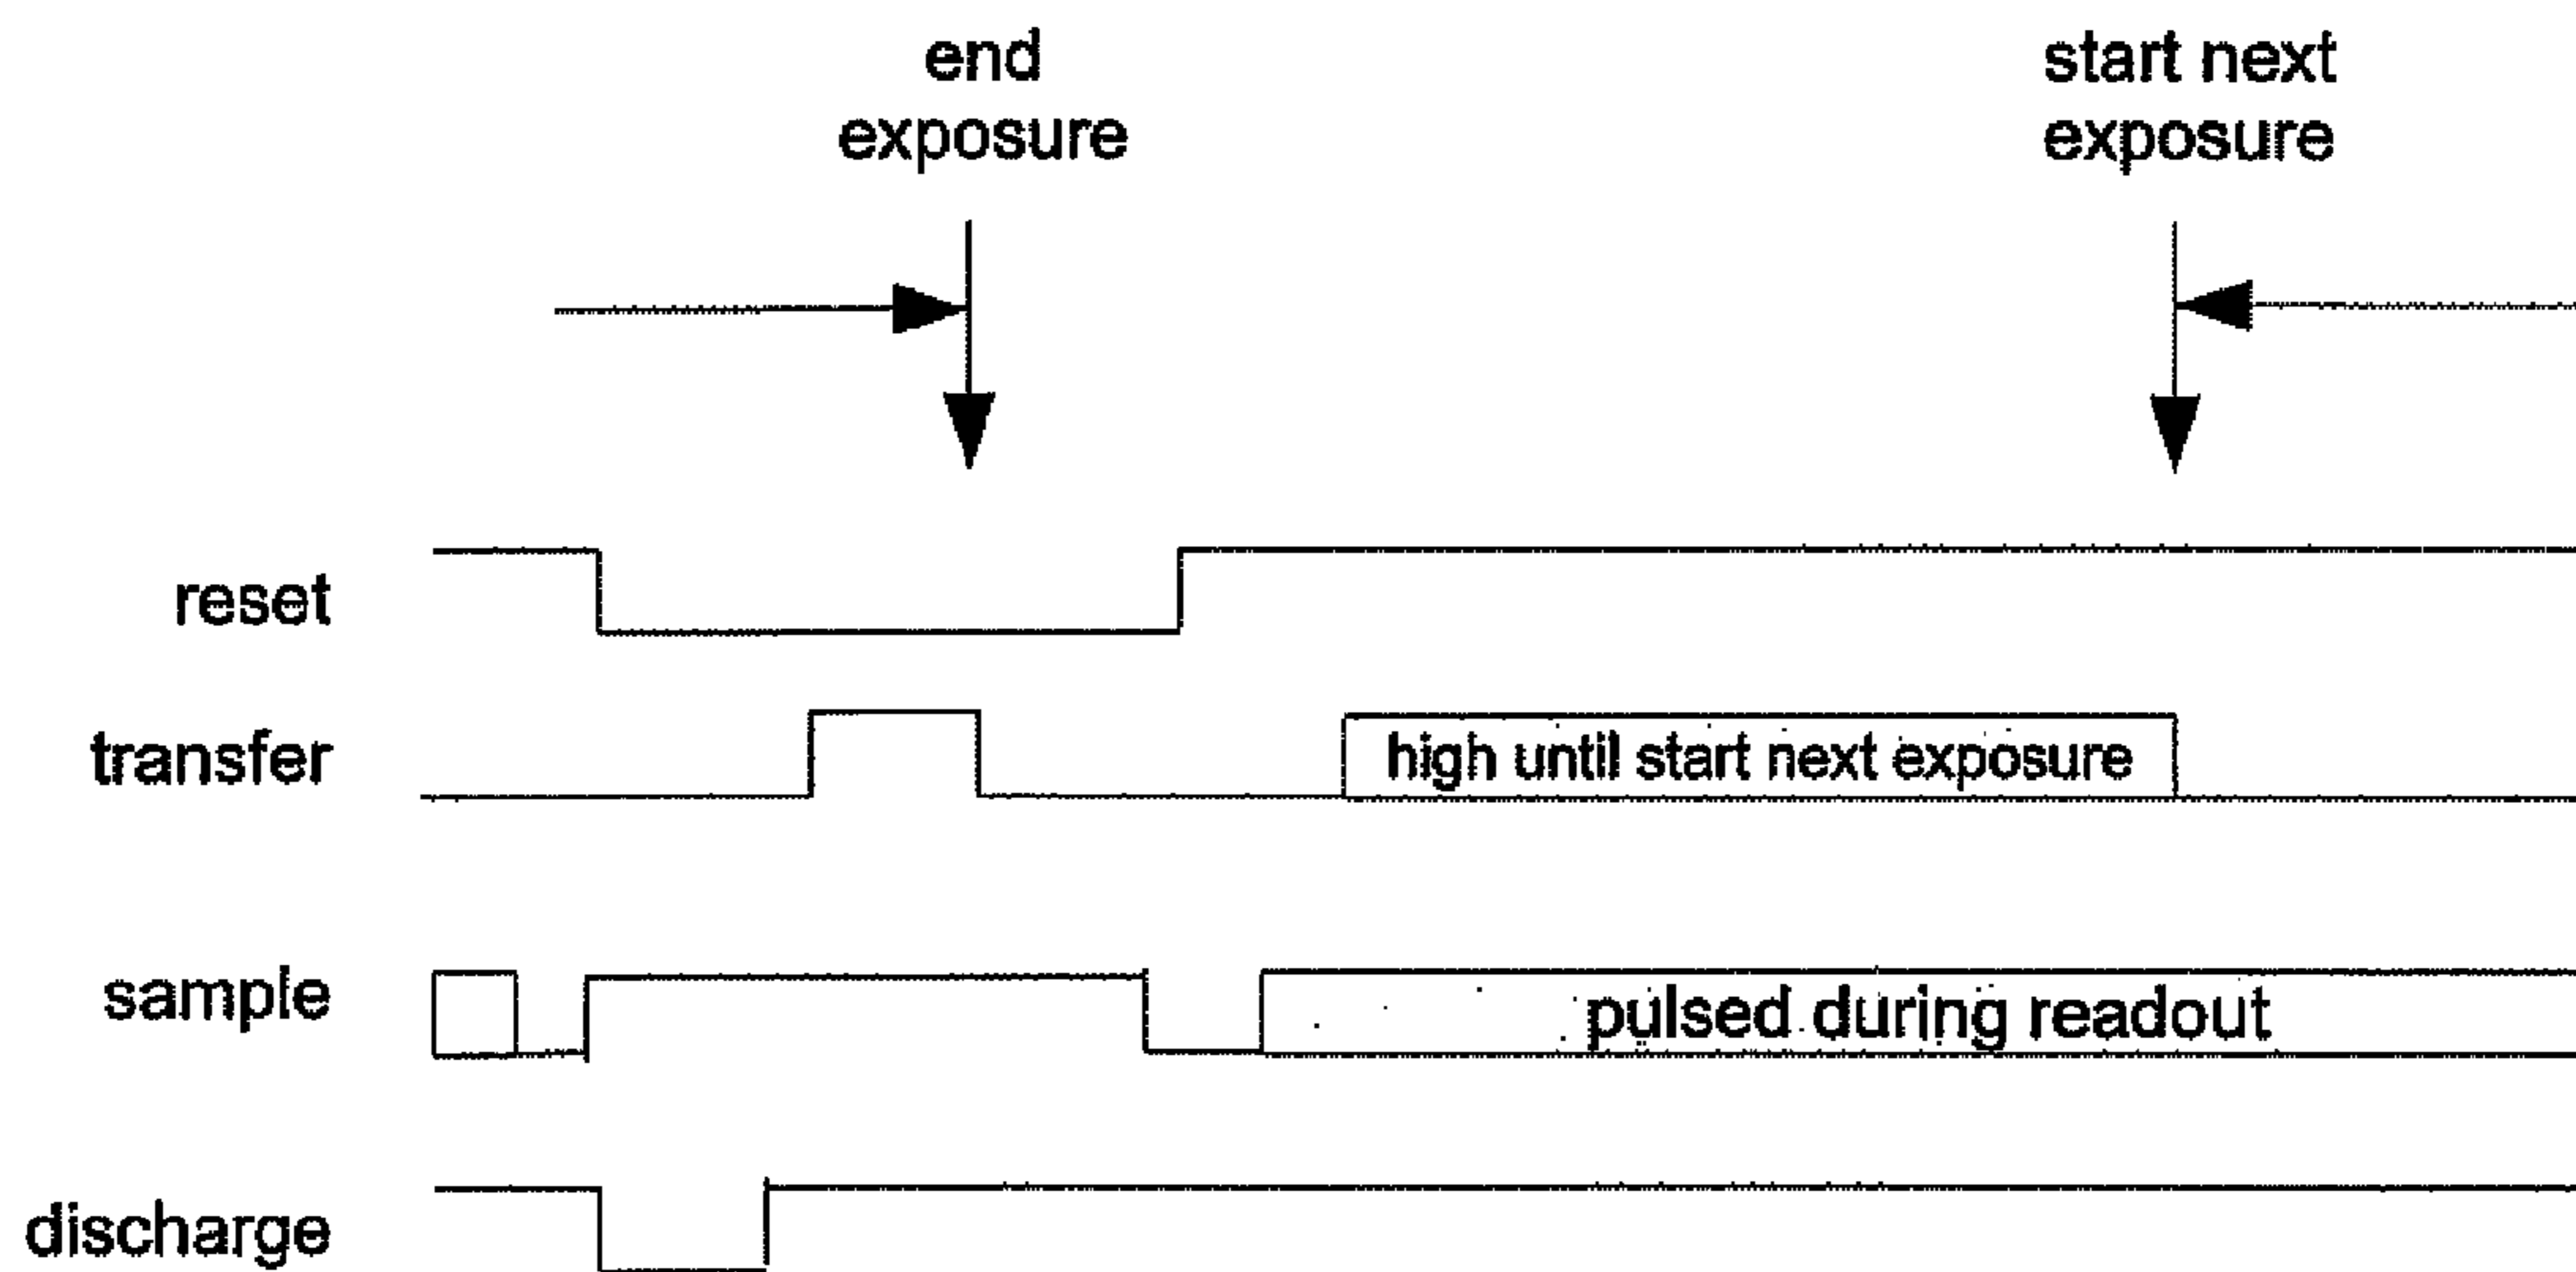 end
exposure
start next
exposure
reset
transfer
high until start next exposure
sample
pulsed during readout
discharge